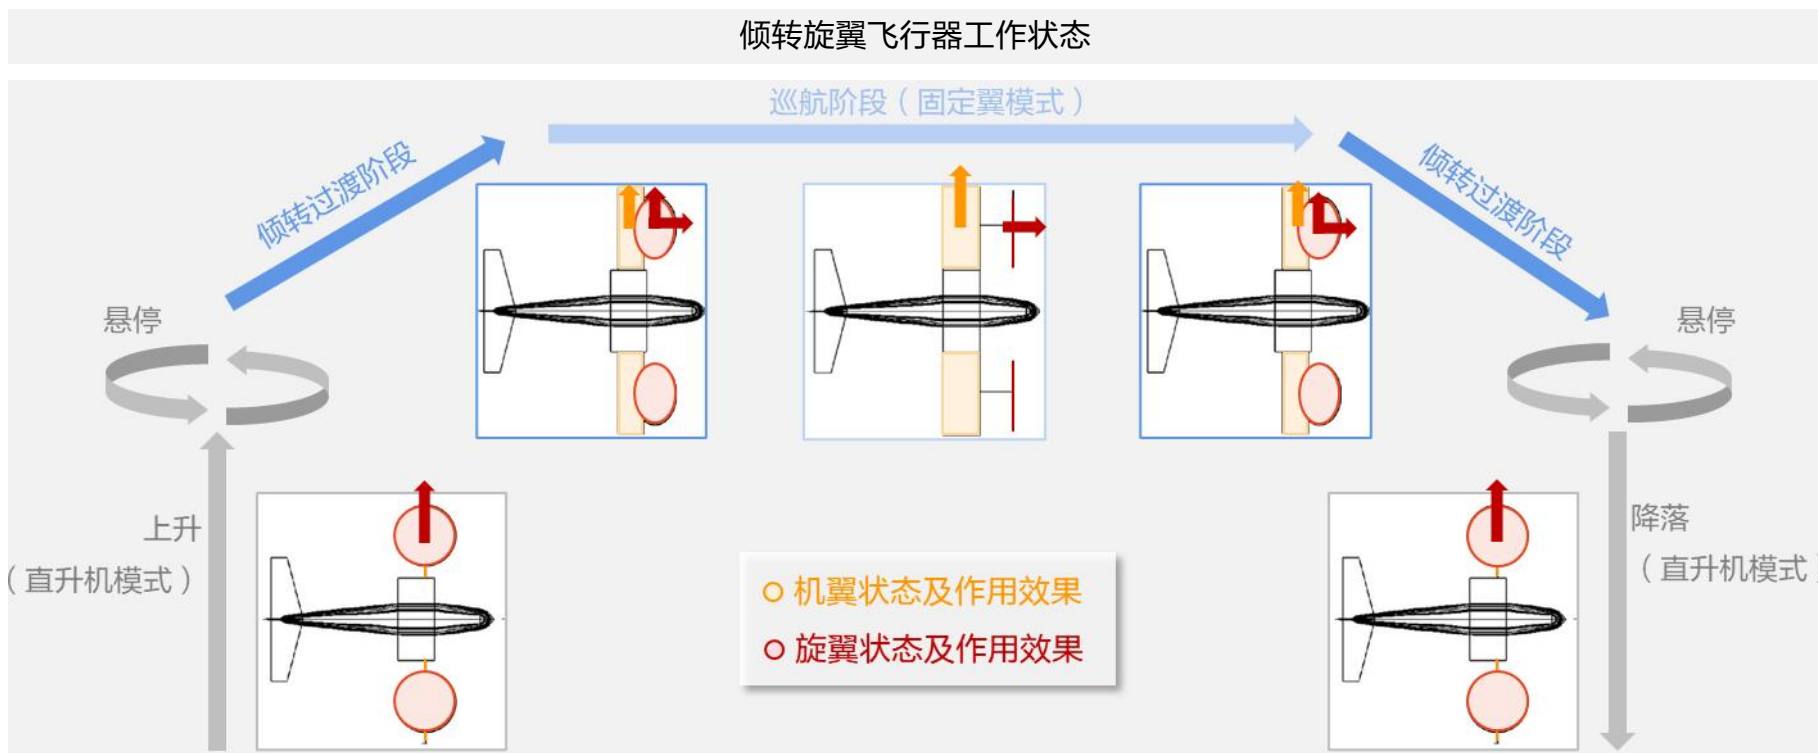 倾转旋翼飞行器工作状态
巡航阶段（固定翼模式）
倾转过渡阶段
倾转过渡阶段
悬停
悬停
上升
（直升机模式）
降落
（直升机模式）
机翼状态及作用效果
旋翼状态及作用效果